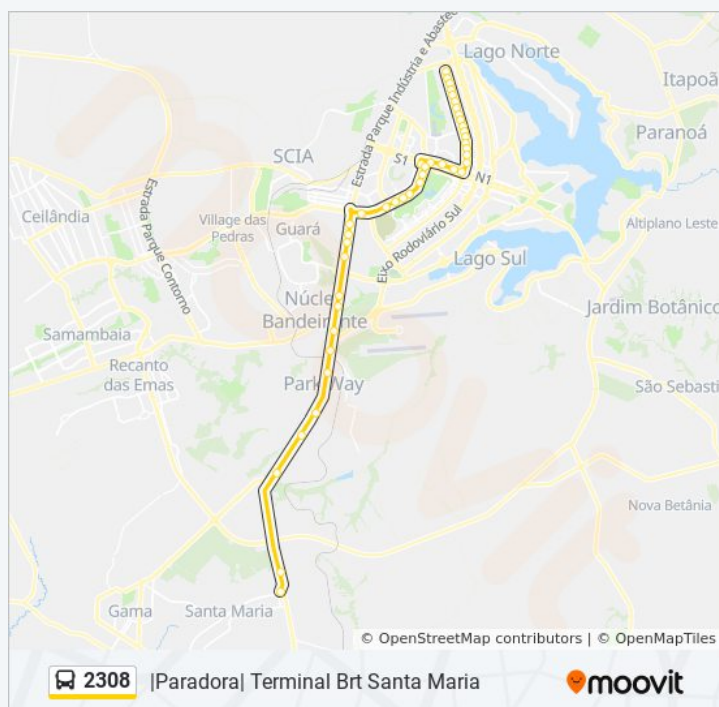 Lago Norte
Itapoã
Paranoá
Estrada Parque Indústria e Abastec
SCIA
S1
N1
Estrada Parque Contorno
Ceilândia
Village das
Pedras
Guará
Eixo Rodoviário Sul
Altiplano Leste
Lago Sul
Núcle
Bandeirante
Jardim Botânico
Samambaia
Recanto
das Emas
Park Way
São Sebasti
Nova Betânia
Gama
Santa Maria
© OpenStreetMap contributors | © OpenMapTiles
2308 |Paradora| Terminal Brt Santa Maria moovit